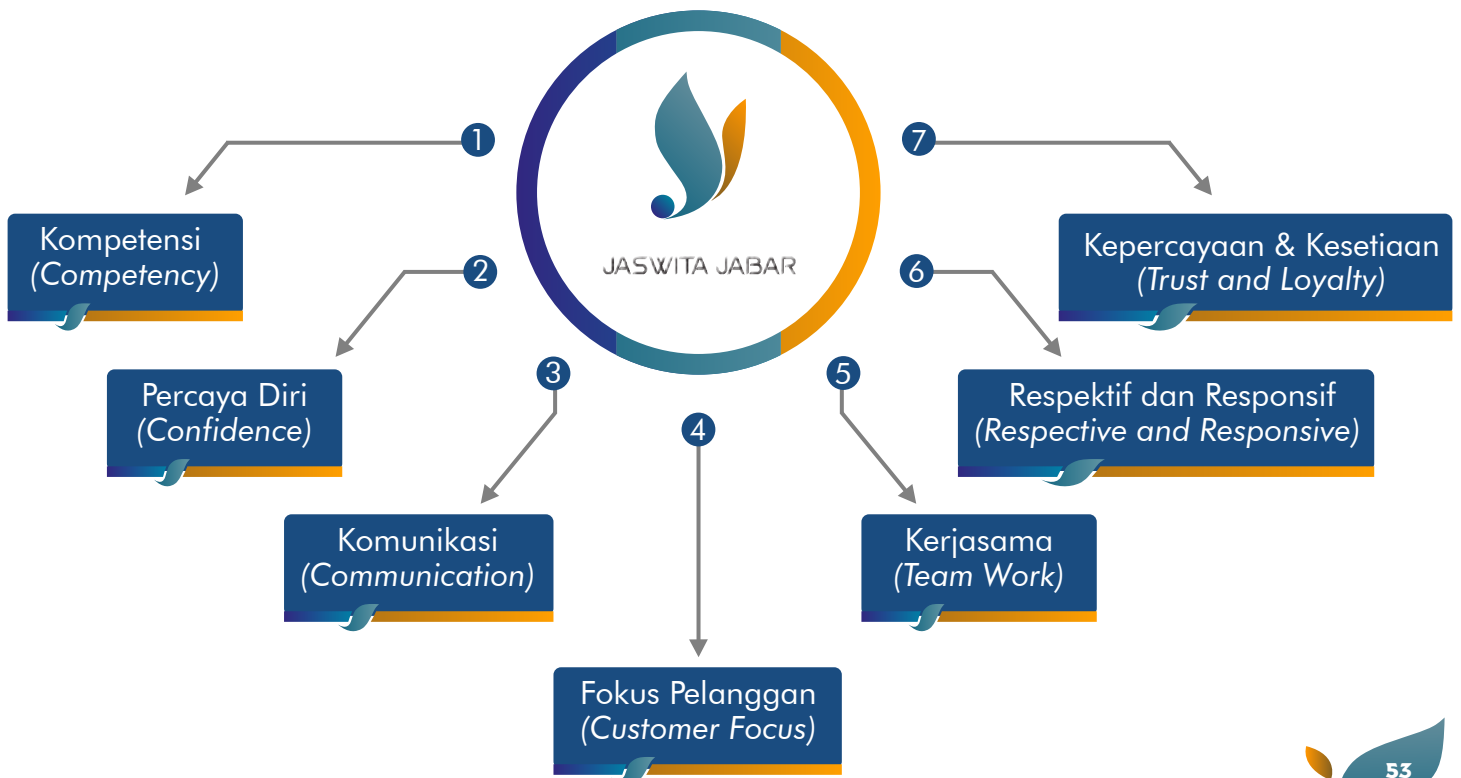 JASWITA JABAR
1
Kompetensi
(Competency)
2
Percaya Diri
(Confidence)
3
Komunikasi
(Communication)
4
Fokus Pelanggan
(Customer Focus)
5
Kerjasama
(Team Work)
6
Respektif dan Responsif
(Respective and Responsive)
7
Kepercayaan & Kesetiaan
(Trust and Loyalty)
53